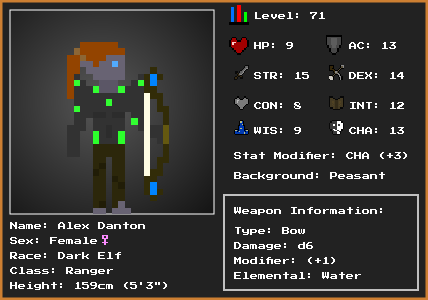 Level: 71
HP: 9 AC: 13
STR: 15 DEX: 14
CON: 8 INT: 12
WIS: 9 CHA: 13
Stat Modifier: CHA (+3)
Background: Peasant
Name: Alex Danton
Sex: Female♀
Race: Dark Elf
Class: Ranger
Height: 159cm (5'3")
Weapon Information:
Type: Bow
Damage: d6
Modifier: (+1)
Elemental: Water